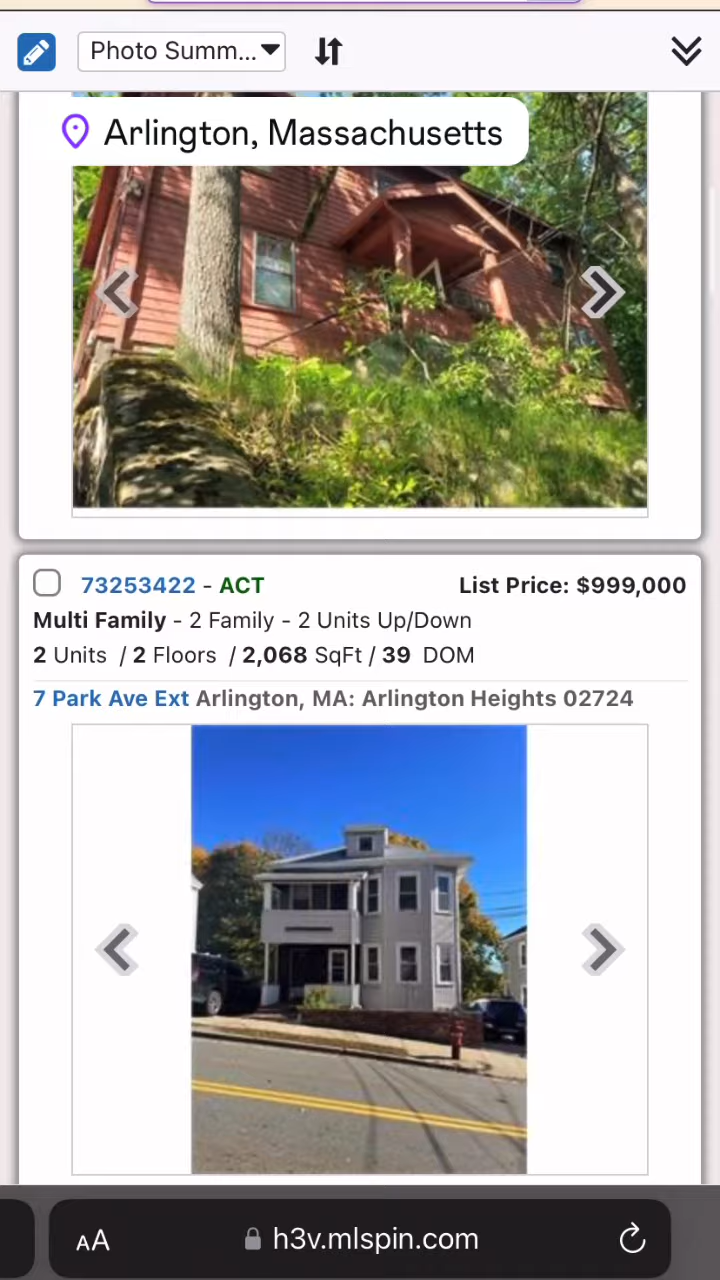 Photo Summ...
Arlington, Massachusetts
73253422 - ACT List Price: $999,000
Multi Family - 2 Family - 2 Units Up/Down
2 Units / 2 Floors / 2,068 SqFt / 39 DOM
7 Park Ave Ext Arlington, MA: Arlington Heights 02724
AA h3v.mlspin.com